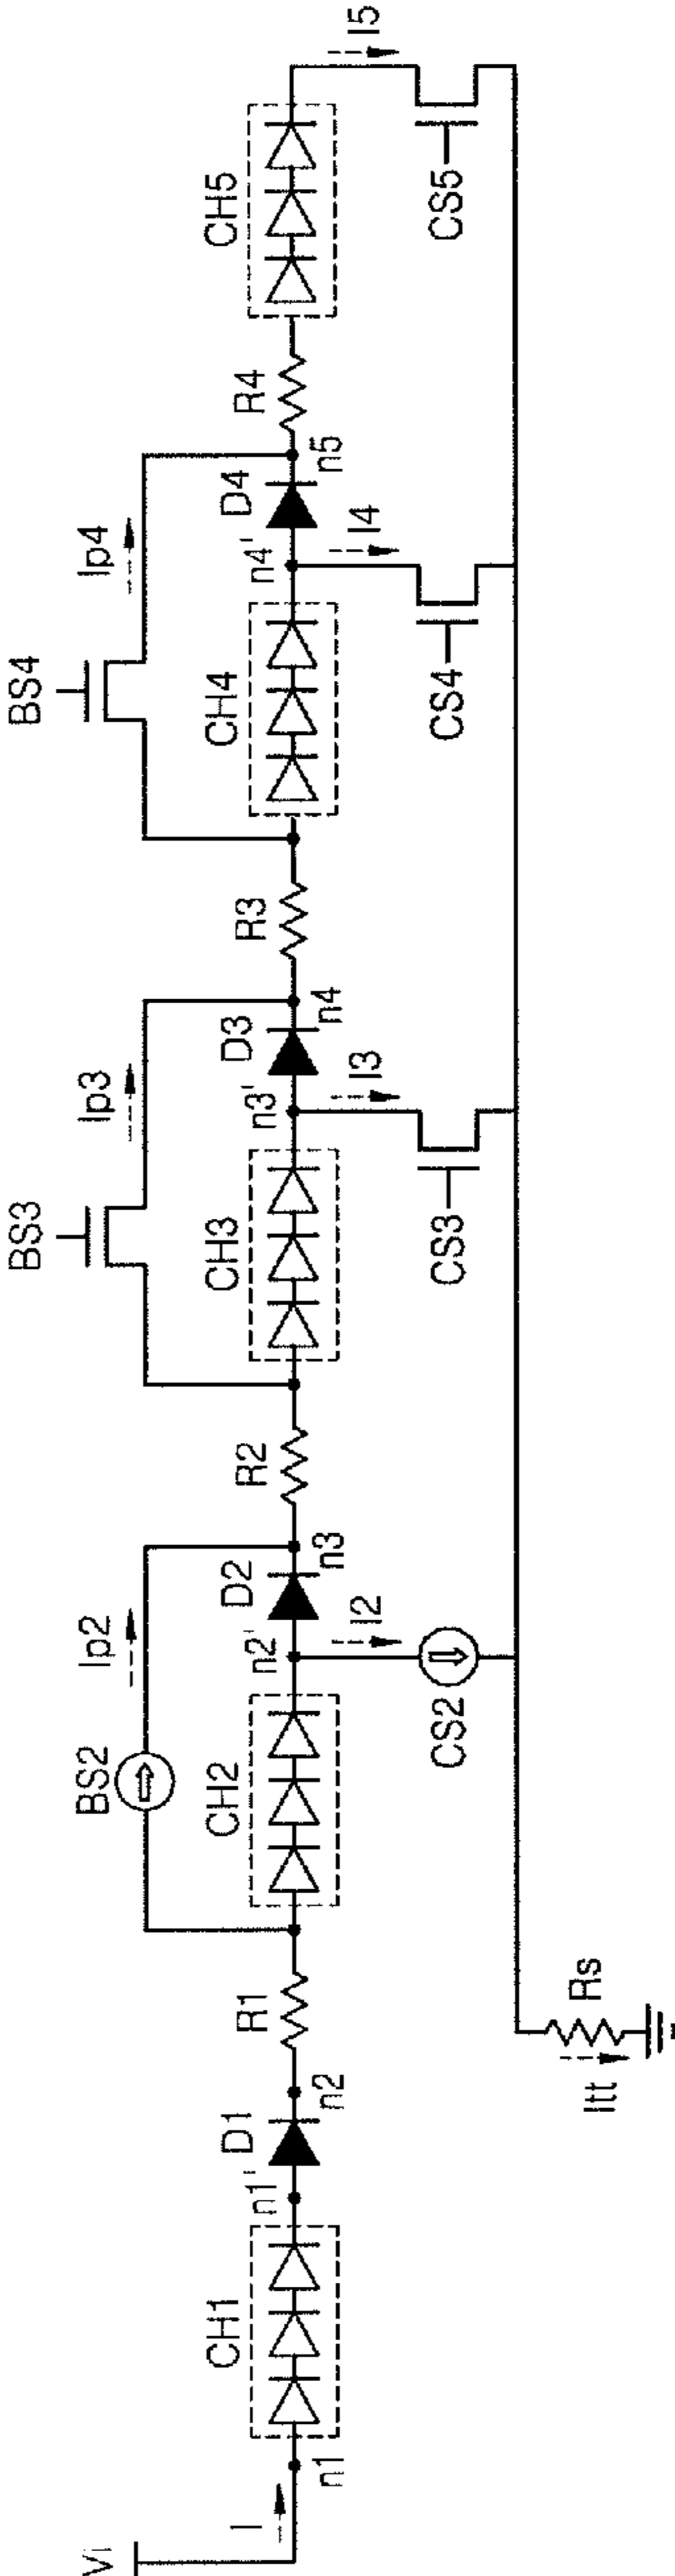 Vi
I
n1
CH1
n1'
D1
n2
R1
BS2
Ip2
CH2
n2'
D2
n3
I2
CS2
R2
BS3
Ip3
CH3
n3'
D3
n4
I3
CS3
R3
BS4
Ip4
CH4
n4'
D4
n5
I4
CS4
R4
CH5
I5
CS5
Rs
Itt